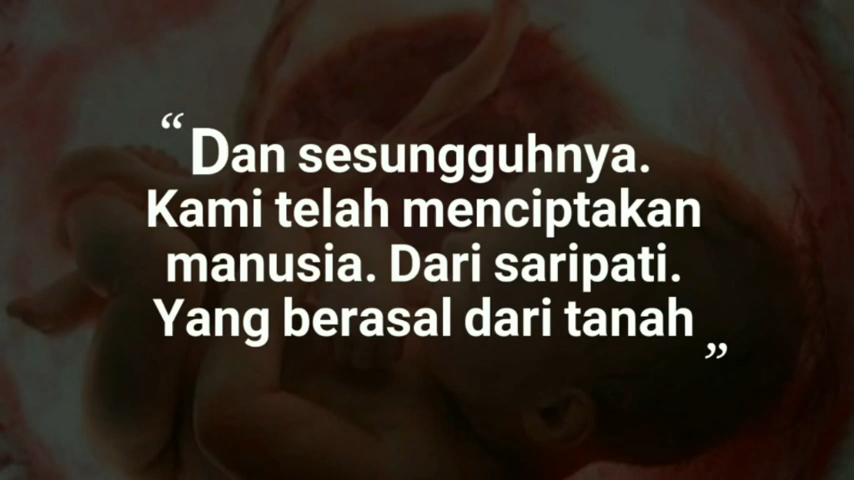 “Dan sesungguhnya.
Kami telah menciptakan
manusia. Dari saripati.
Yang berasal dari tanah„